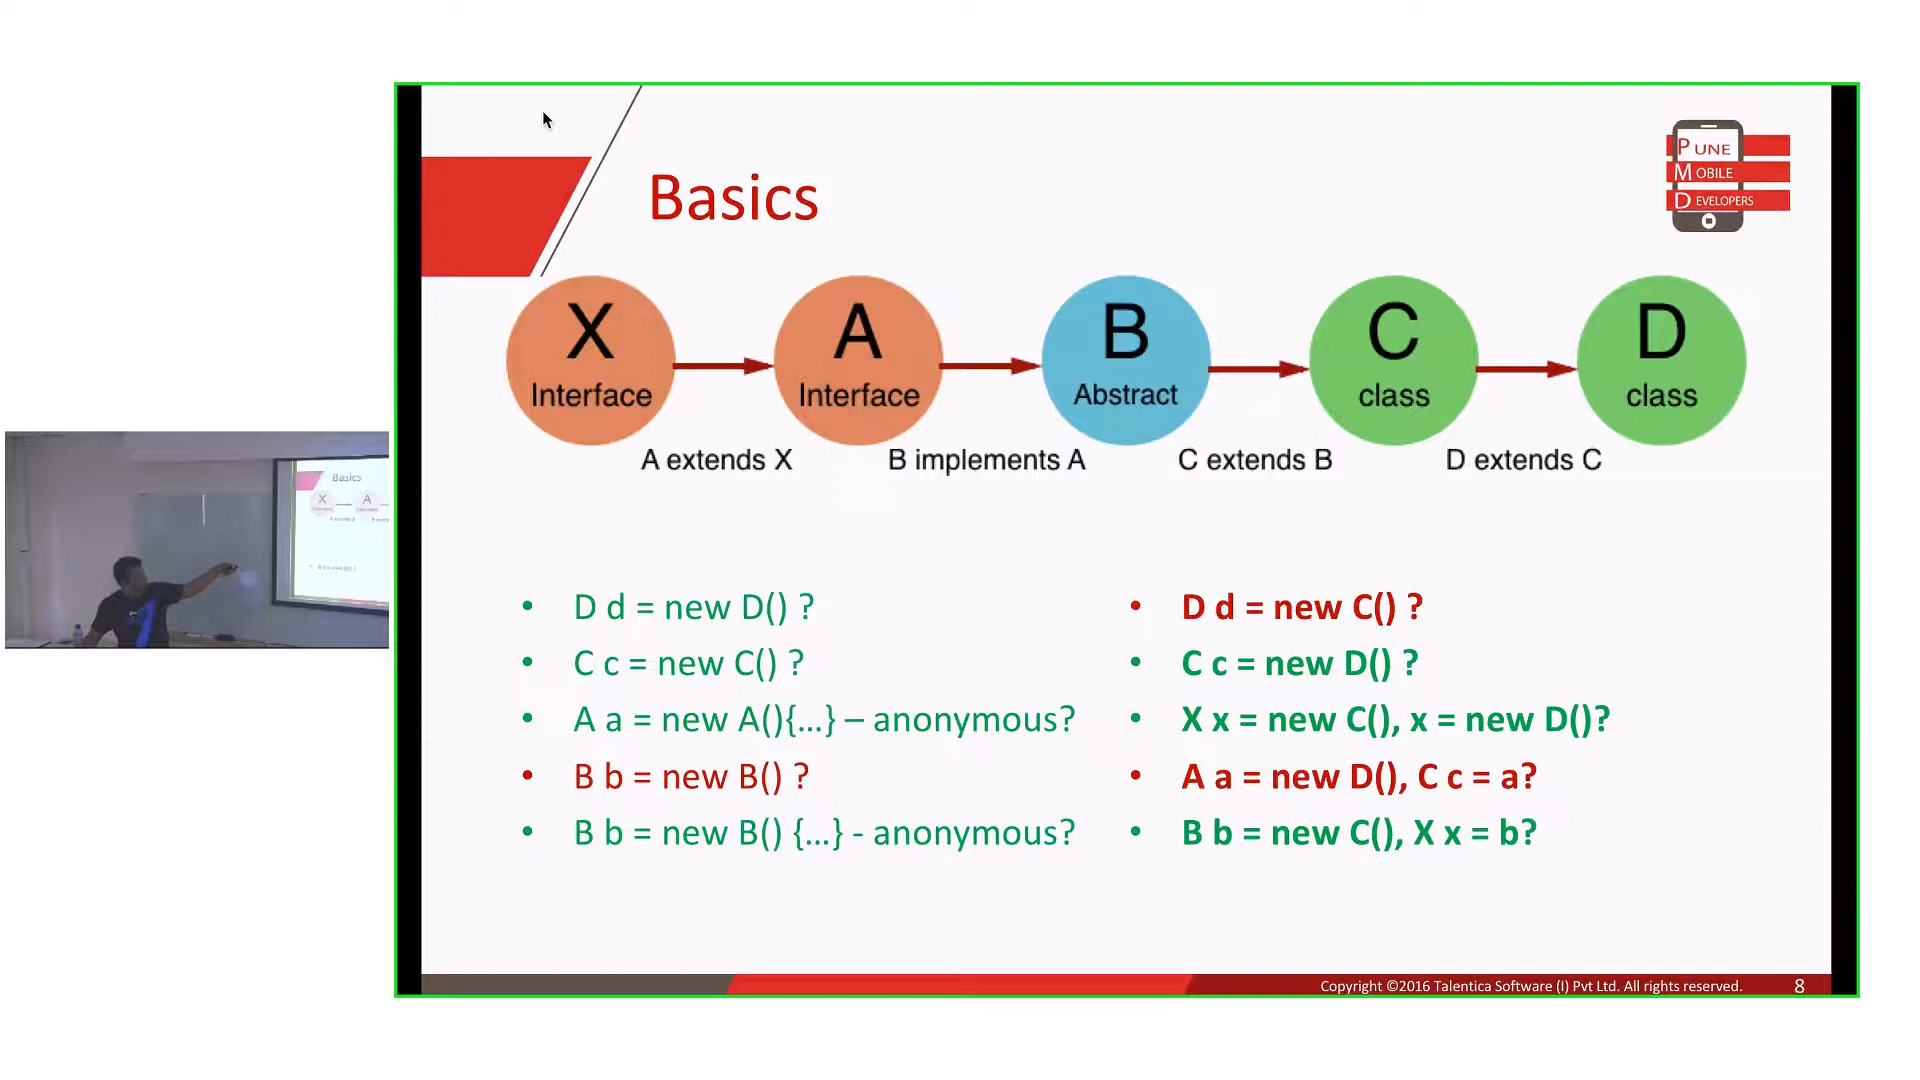 Basics
PUNE
MOBILE
DEVELOPERS
X
Interface
A
Interface
B
Abstract
C
class
D
class
A extends X
B implements A
C extends B
D extends C
• D d = new D() ?
• C c = new C() ?
• A a = new A(){…} – anonymous?
• B b = new B() ?
• B b = new B() {…} - anonymous?
• D d = new C() ?
• C c = new D() ?
• X x = new C(), x = new D()?
• A a = new D(), C c = a?
• B b = new C(), X x = b?
Copyright ©2016 Talentica Software (I) Pvt Ltd. All rights reserved.
8
Basics
X
A